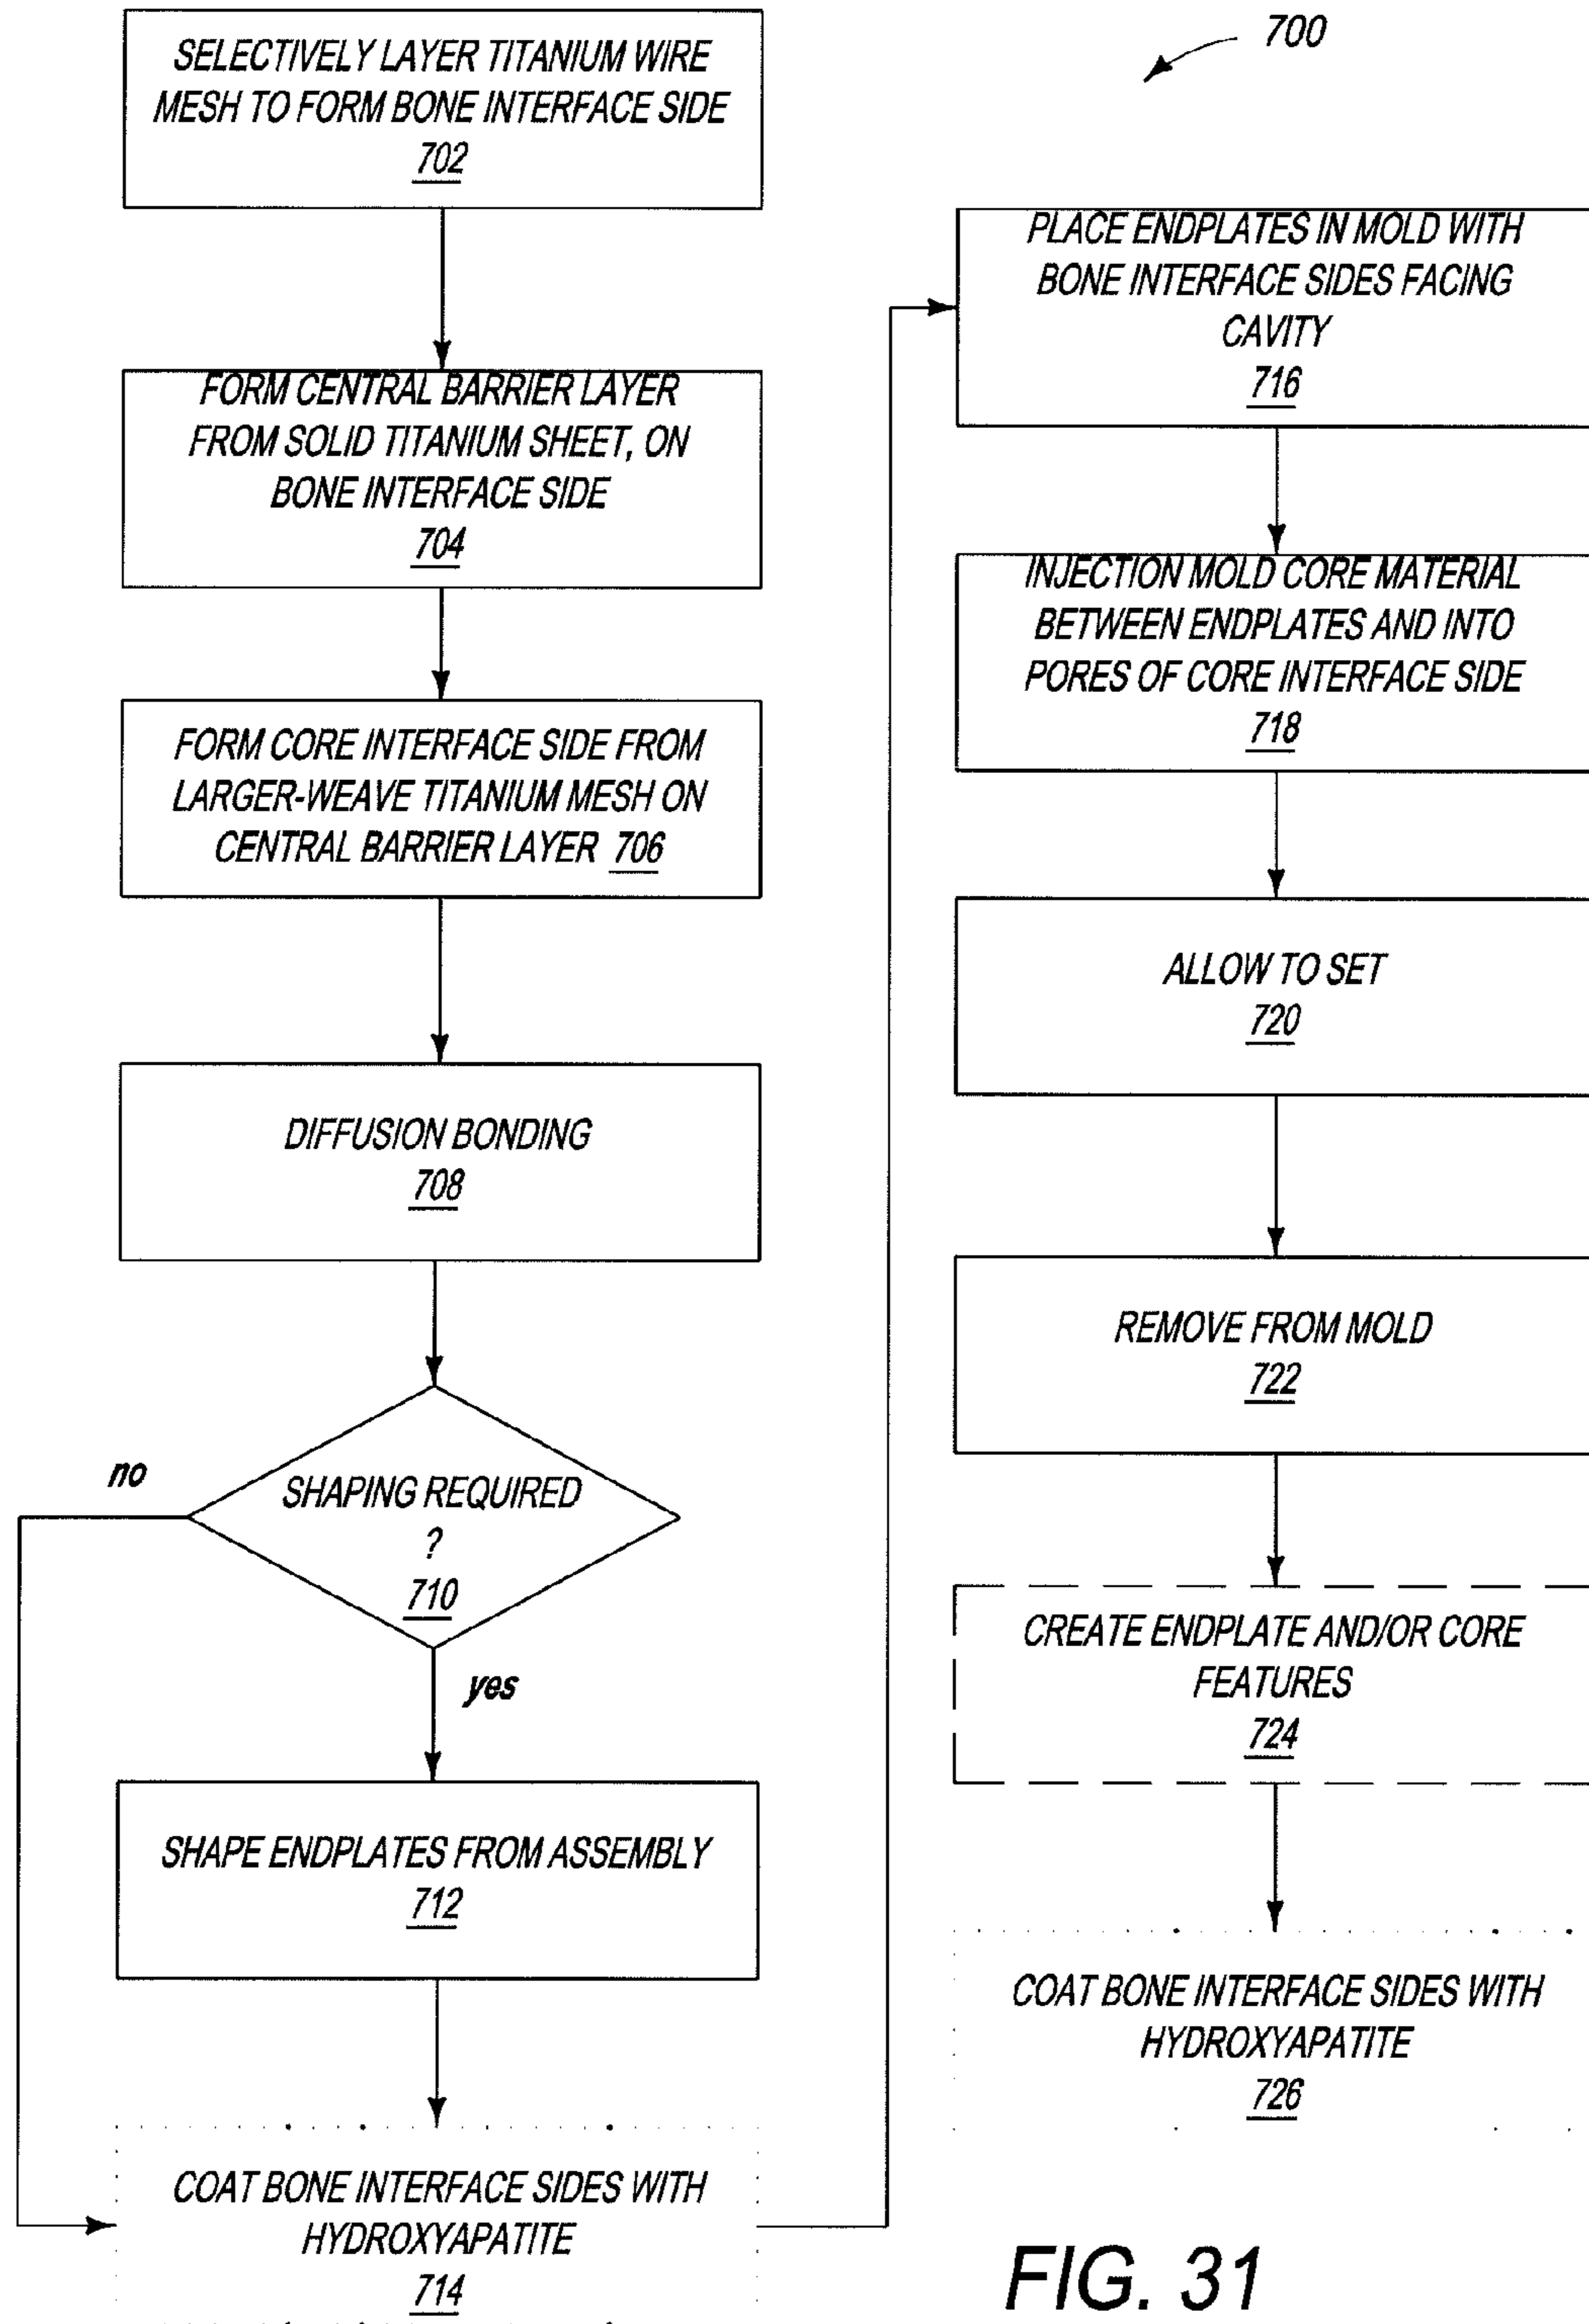 700
SELECTIVELY LAYER TITANIUM WIRE
MESH TO FORM BONE INTERFACE SIDE
702
FORM CENTRAL BARRIER LAYER
FROM SOLID TITANIUM SHEET, ON
BONE INTERFACE SIDE
704
FORM CORE INTERFACE SIDE FROM
LARGER-WEAVE TITANIUM MESH ON
CENTRAL BARRIER LAYER 706
DIFFUSION BONDING
708
no
SHAPING REQUIRED
?
710
yes
SHAPE ENDPLATES FROM ASSEMBLY
712
COAT BONE INTERFACE SIDES WITH
HYDROXYAPATITE
714
PLACE ENDPLATES IN MOLD WITH
BONE INTERFACE SIDES FACING
CAVITY
716
INJECTION MOLD CORE MATERIAL
BETWEEN ENDPLATES AND INTO
PORES OF CORE INTERFACE SIDE
718
ALLOW TO SET
720
REMOVE FROM MOLD
722
CREATE ENDPLATE AND/OR CORE
FEATURES
724
COAT BONE INTERFACE SIDES WITH
HYDROXYAPATITE
726
FIG. 31